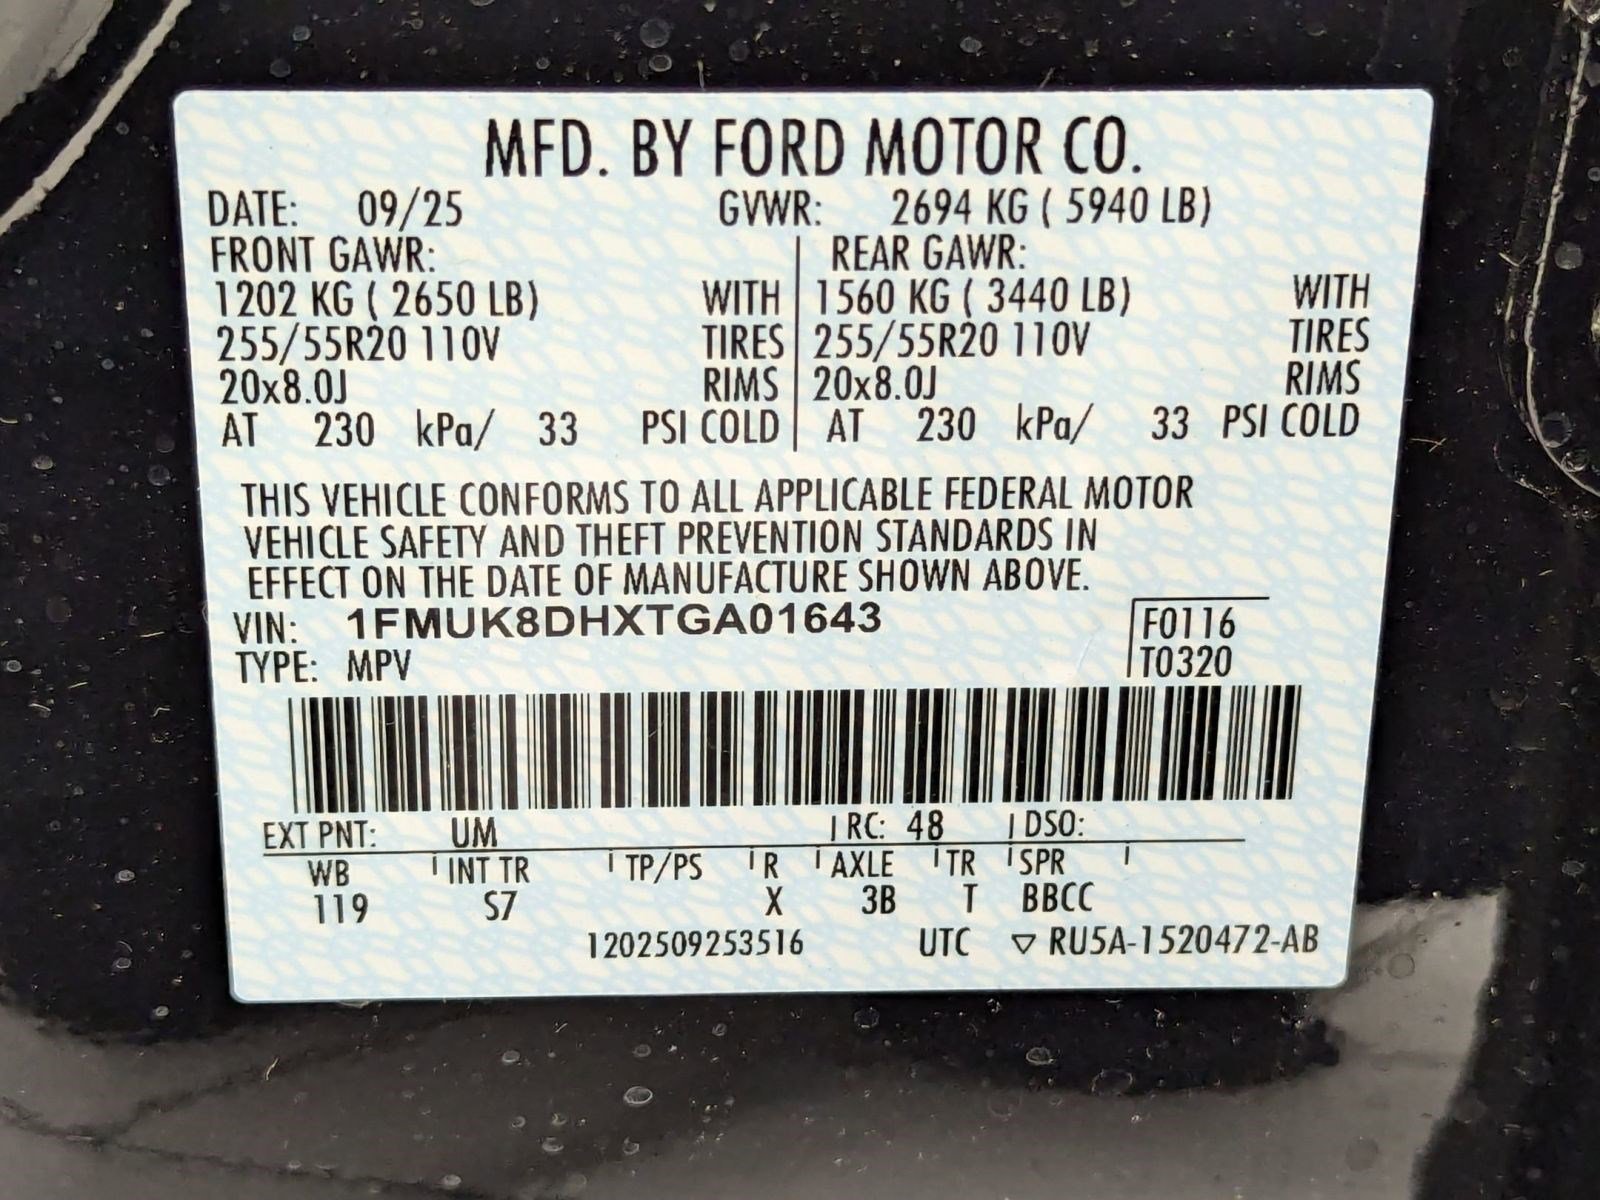 MFD. BY FORD MOTOR CO.
DATE: 09/25 GVWR: 2694 KG ( 5940 LB)
FRONT GAWR: REAR GAWR:
1202 KG ( 2650 LB) WITH 1560 KG ( 3440 LB) WITH
255/55R20 110V TIRES 255/55R20 110V TIRES
20x8.0J RIMS 20x8.0J RIMS
AT 230 kPa/ 33 PSI COLD AT 230 kPa/ 33 PSI COLD
THIS VEHICLE CONFORMS TO ALL APPLICABLE FEDERAL MOTOR
VEHICLE SAFETY AND THEFT PREVENTION STANDARDS IN
EFFECT ON THE DATE OF MANUFACTURE SHOWN ABOVE.
VIN: 1FMUK8DHXTGA01643 F0116
TYPE: MPV T0320
EXT PNT: UM RC: 48 DSO:
WB INT TR TP/PS R AXLE TR SPR
119 S7 X 3B T BBCC
1202509253516 UTC ▽ RU5A-1520472-AB